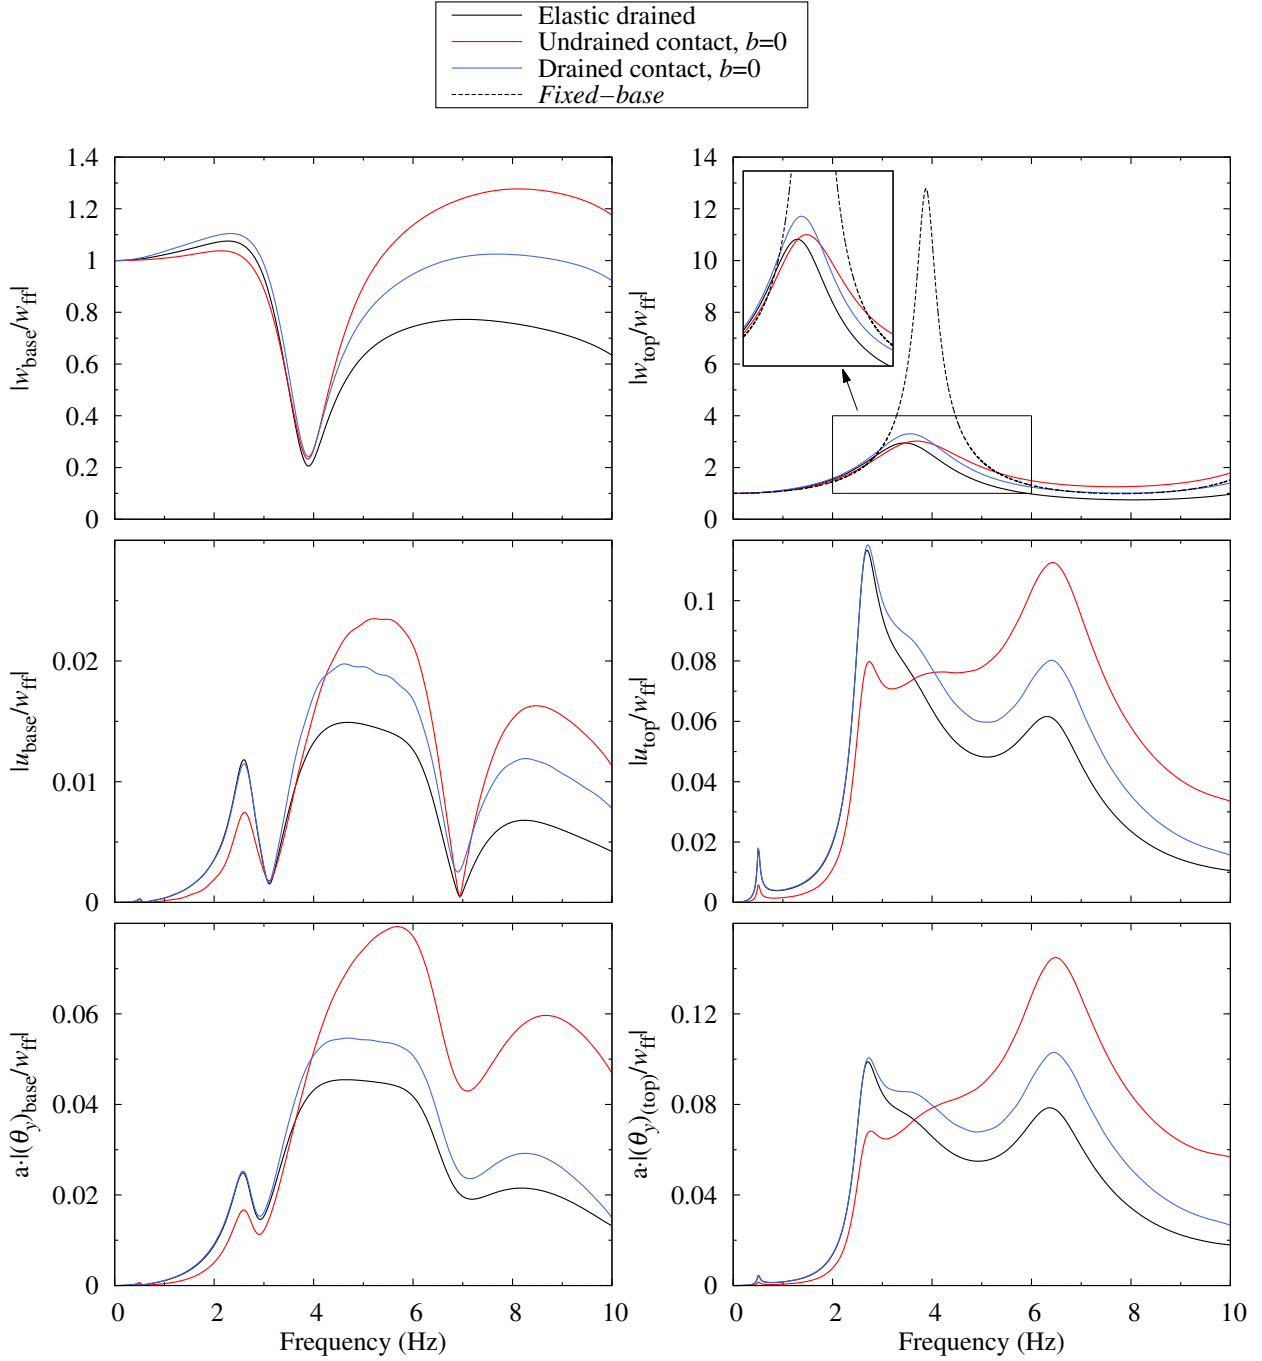 Elastic drained
Undrained contact, b=0
Drained contact, b=0
Fixed−base
1.4
1.2
1
0.8
0.6
0.4
0.2
0
|w_base/w_ff|
14
12
10
8
6
4
2
0
|w_top/w_ff|
0.02
0.01
0
|u_base/w_ff|
0.1
0.08
0.06
0.04
0.02
0
|u_top/w_ff|
0.06
0.04
0.02
0
a·|(θ_y)_base/w_ff|
0 2 4 6 8 10
Frequency (Hz)
0.12
0.08
0.04
0
a·|(θ_y)_(top)/w_ff|
0 2 4 6 8 10
Frequency (Hz)